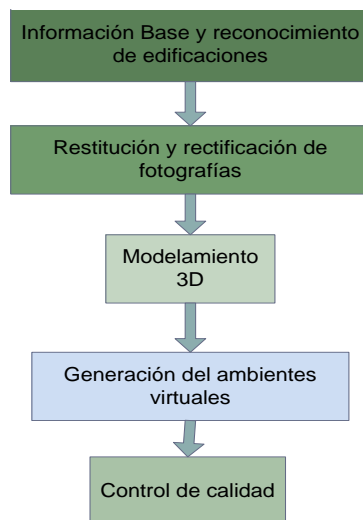 Información Base y reconocimiento
de edificaciones
Restitución y rectificación de
fotografías
Modelamiento
3D
Generación del ambientes
virtuales
Control de calidad